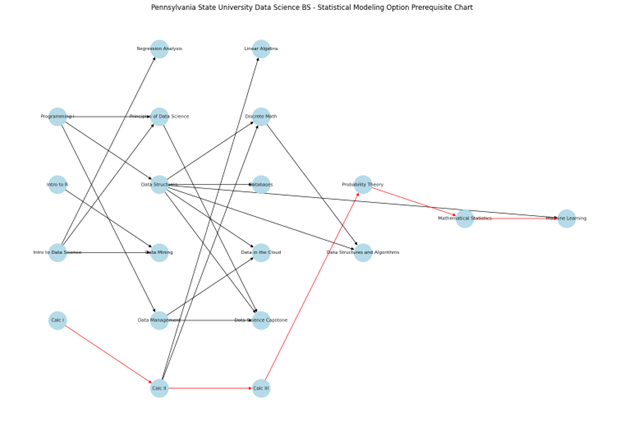 Pennsylvania State University Data Science BS - Statistical Modeling Option Prerequisite Chart
Regression Analysis
Linear Algebra
Programming I
Principles of Data Science
Discrete Math
Intro to R
Data Structures
Databases
Probability Theory
Mathematical Statistics
Machine Learning
Intro to Data Science
Data Mining
Data in the Cloud
Data Structures and Algorithms
Calc I
Data Management
Data Science Capstone
Calc II
Calc III